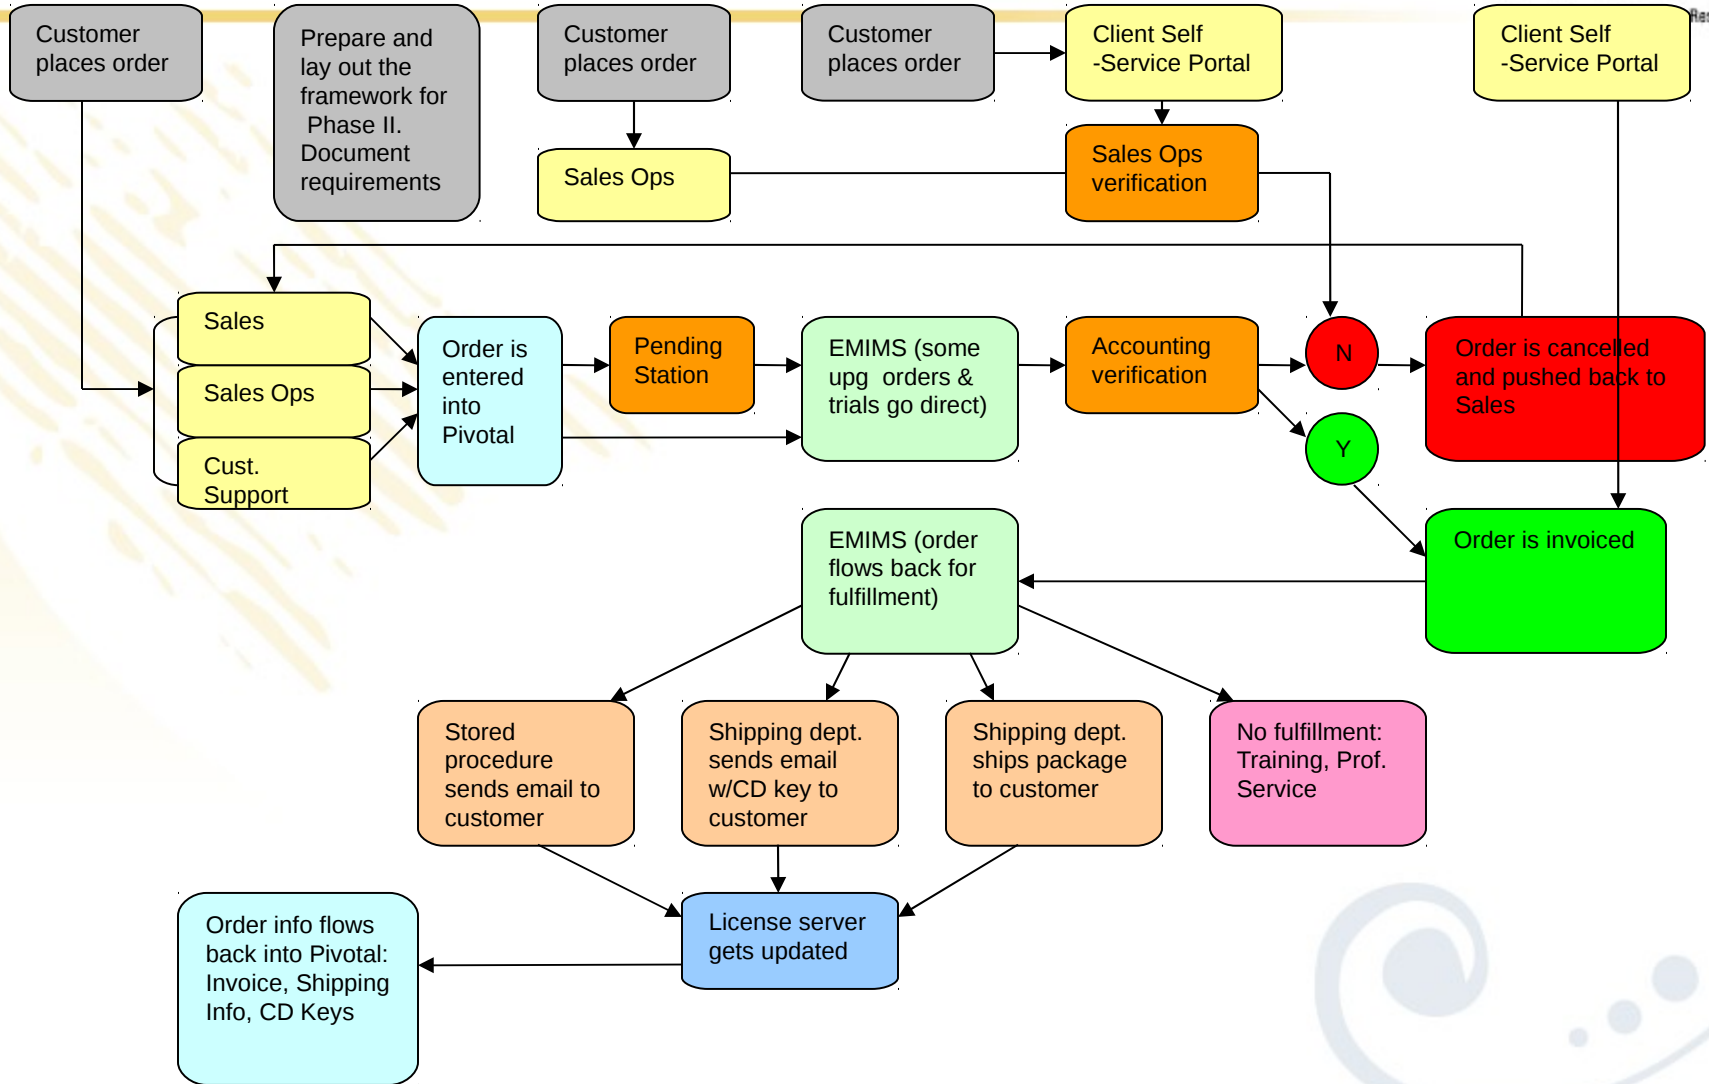 Customer
places order
Prepare and
lay out the
framework for
Phase II.
Document
requirements
Customer
places order
Customer
places order
Client Self
-Service Portal
Client Self
-Service Portal
Sales Ops
Sales Ops
verification
Sales
Sales Ops
Cust.
Support
Order is
entered
into
Pivotal
Pending
Station
EMIMS (some
upg orders &
trials go direct)
Accounting
verification
N
Y
Order is cancelled
and pushed back to
Sales
EMIMS (order
flows back for
fulfillment)
Order is invoiced
Stored
procedure
sends email to
customer
Shipping dept.
sends email
w/CD key to
customer
Shipping dept.
ships package
to customer
No fulfillment:
Training, Prof.
Service
Order info flows
back into Pivotal:
Invoice, Shipping
Info, CD Keys
License server
gets updated